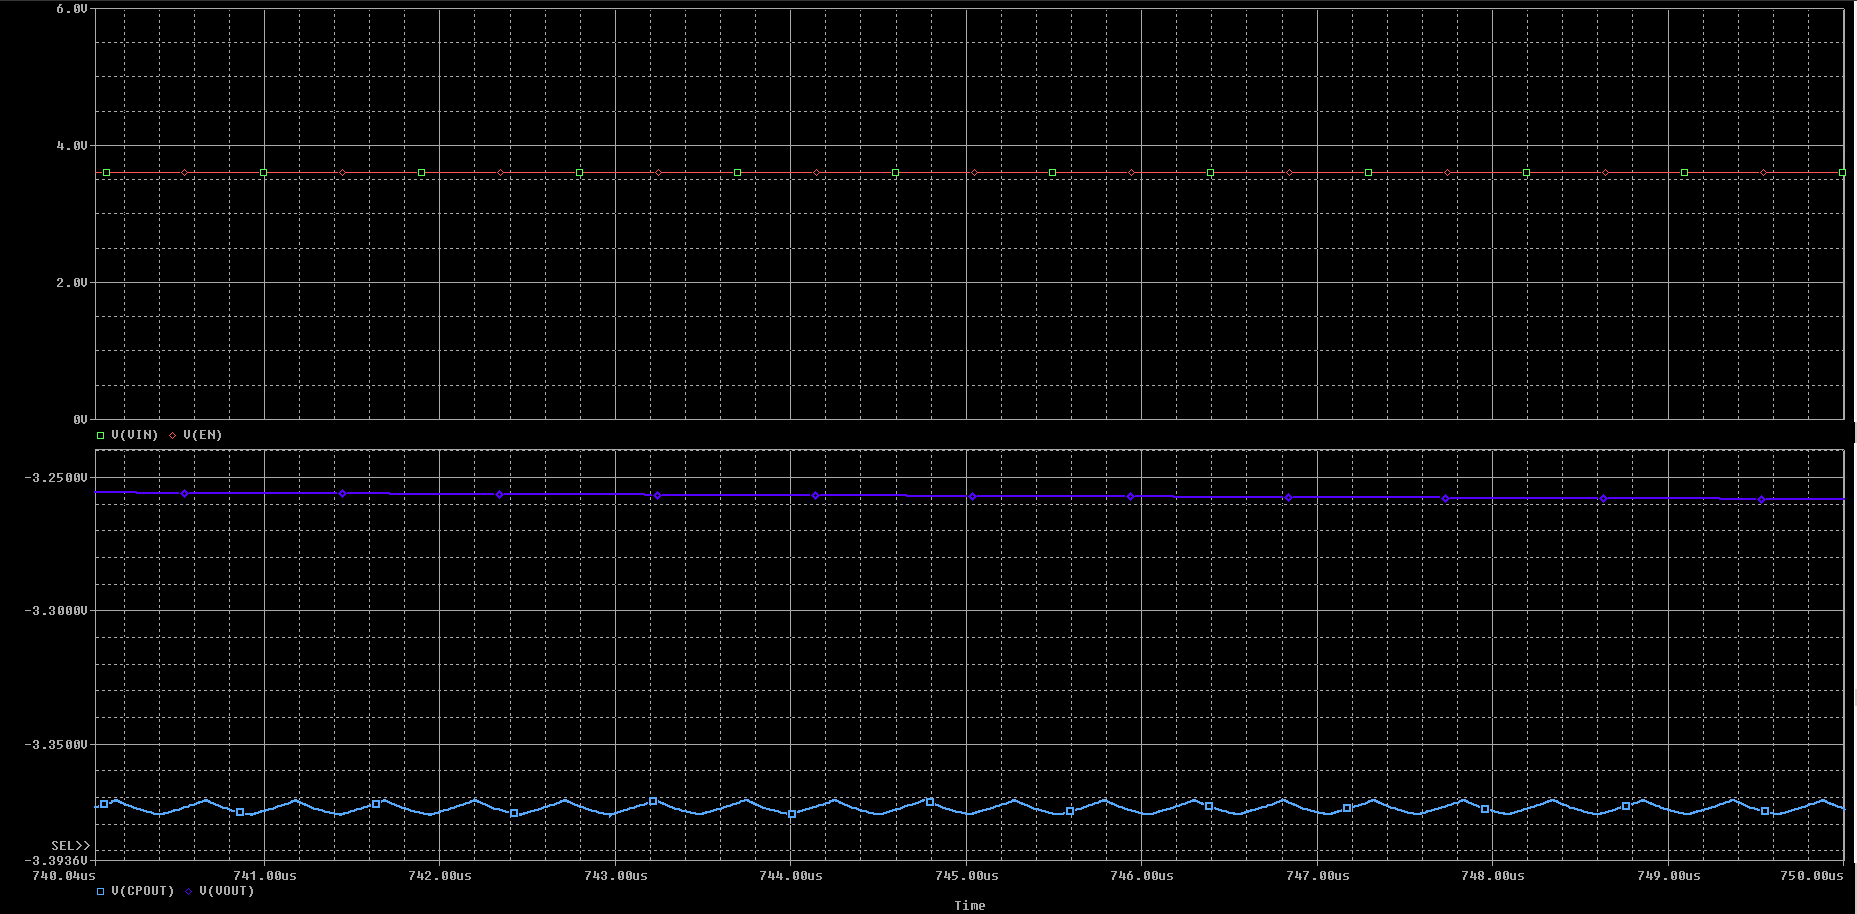 6.0V
4.0V
2.0V
0V
V(VIN) V(EN)
-3.2500V
-3.3000V
-3.3500V
SEL>>
-3.3936V
740.04us 741.00us 742.00us 743.00us 744.00us 745.00us 746.00us 747.00us 748.00us 749.00us 750.00us
V(CPOUT) V(VOUT)
Time